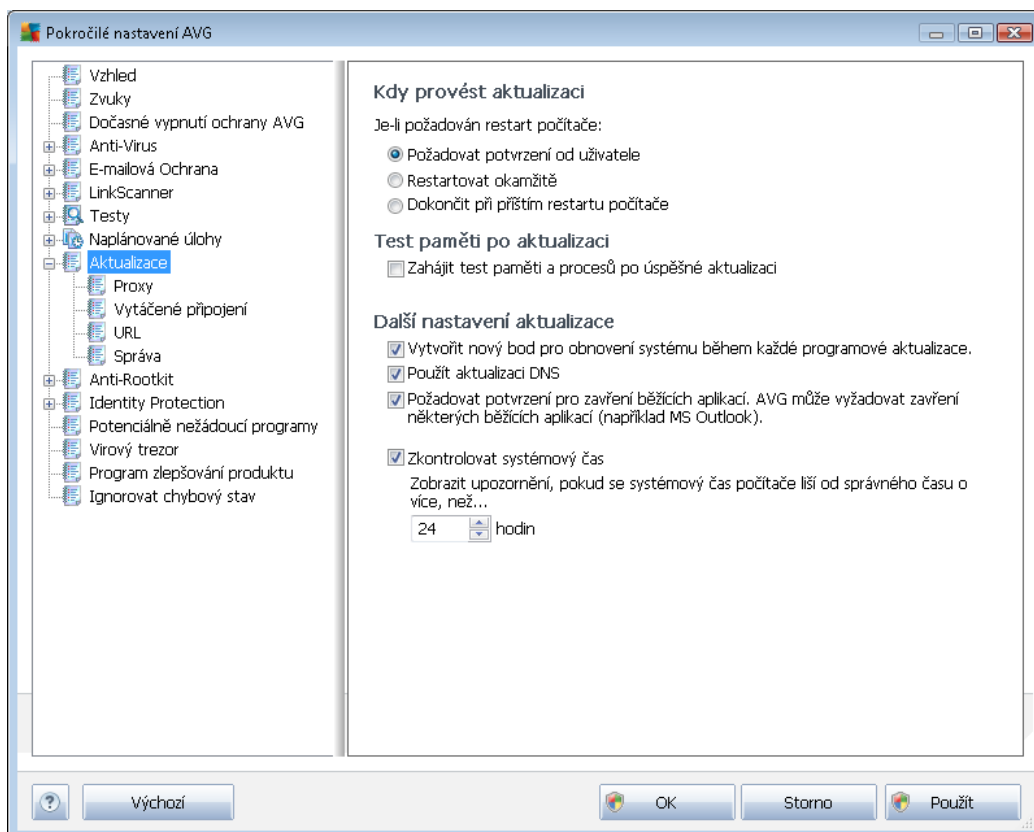 Pokročilé nastavení AVG
Vzhled
Zvuky
Dočasné vypnutí ochrany AVG
Anti-Virus
E-mailová Ochrana
LinkScanner
Testy
Naplánované úlohy
Aktualizace
Proxy
Vytáčené připojení
URL
Správa
Anti-Rootkit
Identity Protection
Potenciálně nežádoucí programy
Virový trezor
Program zlepšování produktu
Ignorovat chybový stav
Kdy provést aktualizaci
Je-li požadován restart počítače:
Požadovat potvrzení od uživatele
Restartovat okamžitě
Dokončit při příštím restartu počítače
Test paměti po aktualizaci
Zahájit test paměti a procesů po úspěšné aktualizaci
Další nastavení aktualizace
Vytvořit nový bod pro obnovení systému během každé programové aktualizace.
Použít aktualizaci DNS
Požadovat potvrzení pro zavření běžících aplikací. AVG může vyžadovat zavření
některých běžících aplikací (například MS Outlook).
Zkontrolovat systémový čas
Zobrazit upozornění, pokud se systémový čas počítače liší od správného času o
více, než...
24 hodin
? Výchozí OK Storno Použít